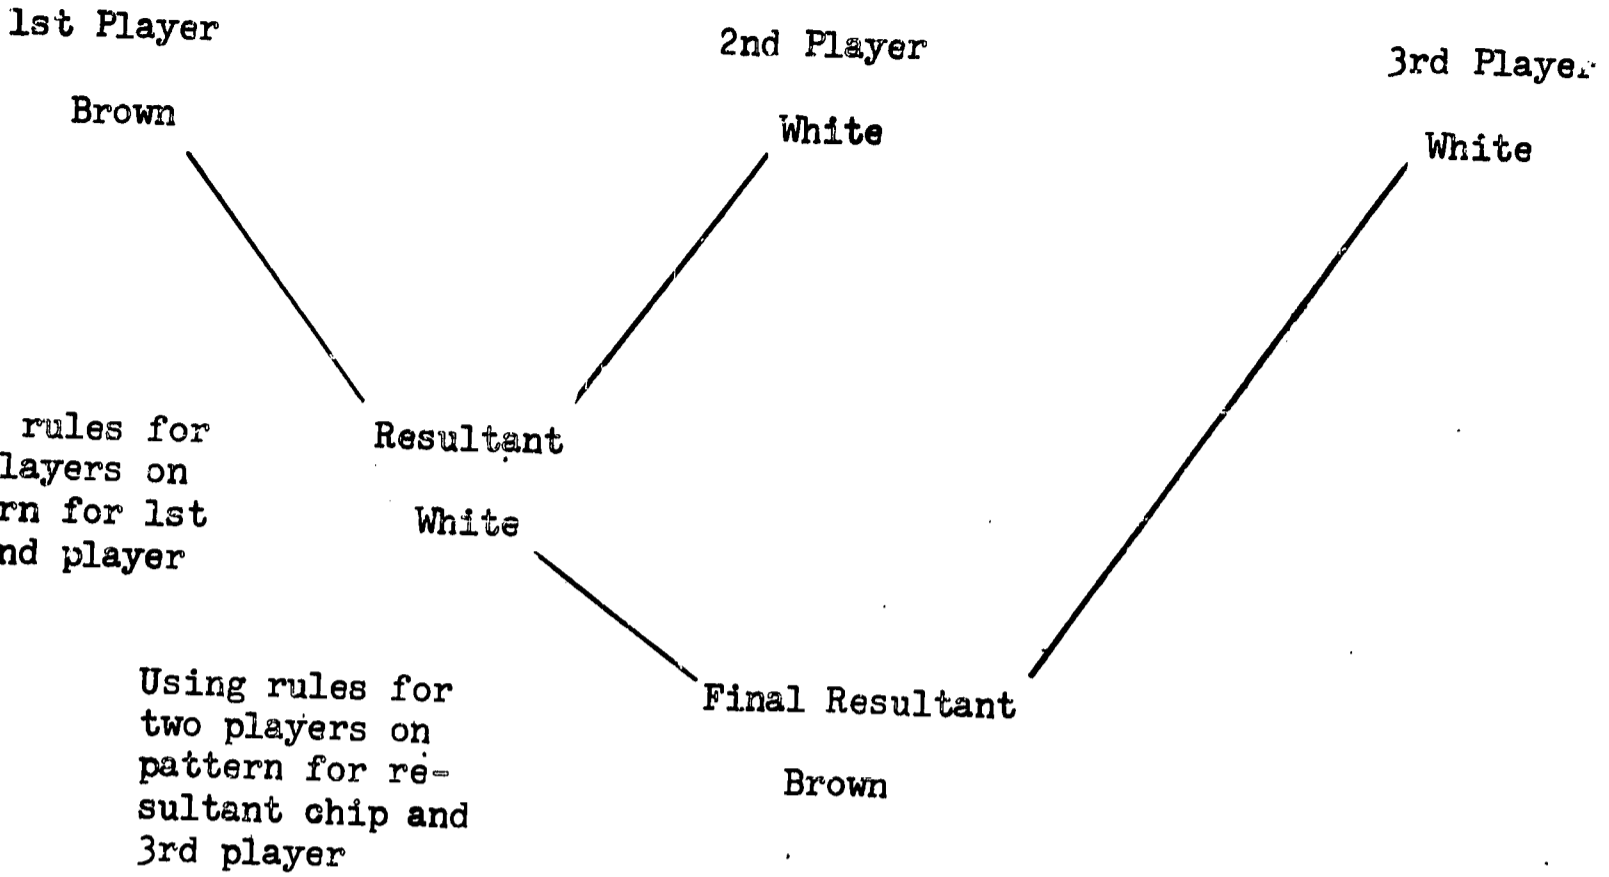 1st Player
2nd Player
3rd Player
Brown
White
White
rules for
layers on
rn for 1st
nd player
Resultant
White
Using rules for
two players on
pattern for re-
sultant chip and
3rd player
Final Resultant
Brown